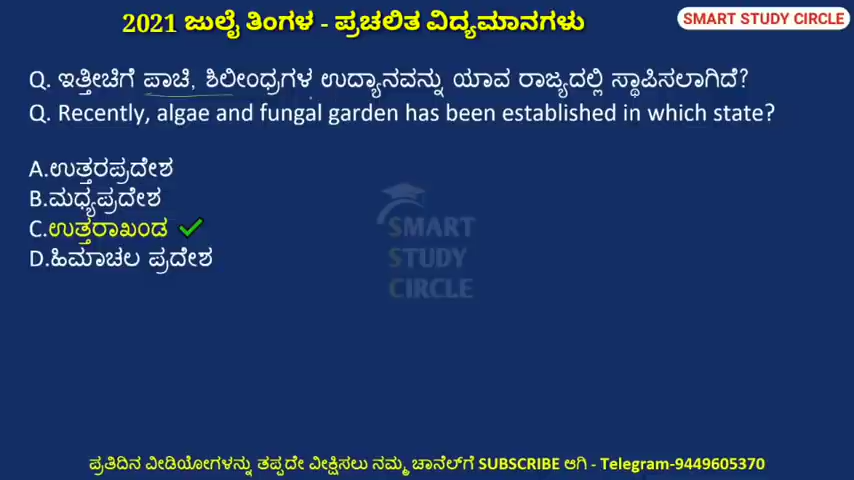 2021 ಜುಲೈ ತಿಂಗಳ - ಪ್ರಚಲಿತ ವಿದ್ಯಮಾನಗಳು
SMART STUDY CIRCLE
Q. ಇತ್ತೀಚಿಗೆ ಪಾಚಿ, ಶಿಲೀಂಧ್ರಗಳ ಉದ್ಯಾನವನ್ನು ಯಾವ ರಾಜ್ಯದಲ್ಲಿ ಸ್ಥಾಪಿಸಲಾಗಿದೆ?
Q. Recently, algae and fungal garden has been established in which state?
A.ಉತ್ತರಪ್ರದೇಶ
B.ಮಧ್ಯಪ್ರದೇಶ
C.ಉತ್ತರಾಖಂಡ
D.ಹಿಮಾಚಲ ಪ್ರದೇಶ
SMART
STUDY
CIRCLE
ಪ್ರತಿದಿನ ವೀಡಿಯೋಗಳನ್ನು ತಪ್ಪದೇ ವೀಕ್ಷಿಸಲು ನಮ್ಮ ಚಾನೆಲ್‌ಗೆ SUBSCRIBE ಆಗಿ - Telegram-9449605370